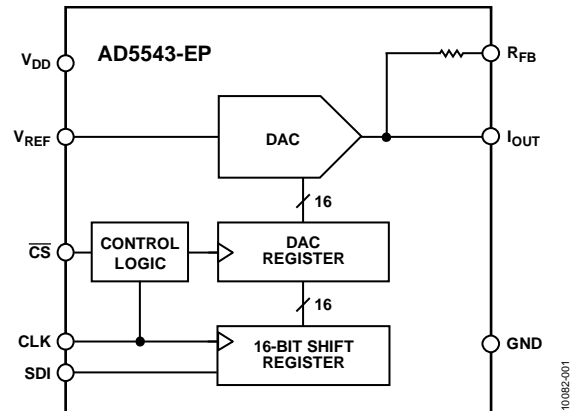 AD5543-EP
VDD
RFB
VREF
DAC
IOUT
16
CS
CONTROL
LOGIC
DAC
REGISTER
16
CLK
16-BIT SHIFT
REGISTER
GND
SDI
10082-001